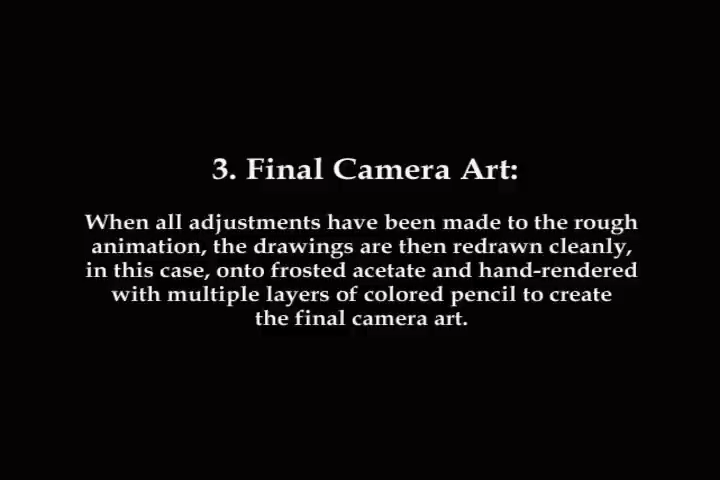 3. Final Camera Art:
When all adjustments have been made to the rough
animation, the drawings are then redrawn cleanly,
in this case, onto frosted acetate and hand-rendered
with multiple layers of colored pencil to create
the final camera art.